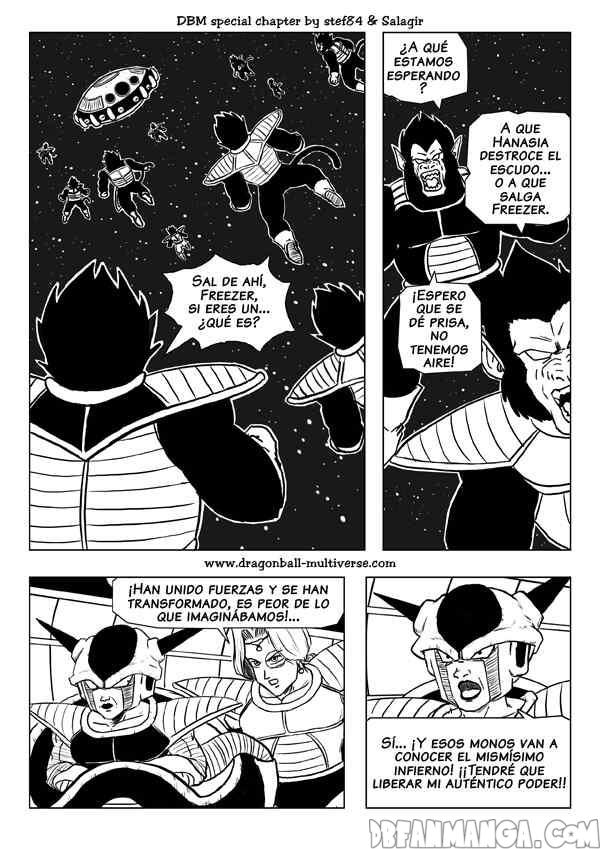 DBM special chapter by stef84 & Salagir
Sal de ahí,
Freezer,
si eres un...
¿Qué es?
¿A qué
estamos
esperando
?
A que
Hanasia
destroce el
escudo...
o a que
salga
Freezer.
¡Espero
que se
dé prisa,
no
tenemos
aire!
www.dragonball-multiverse.com
¡Han unido fuerzas y se han
transformado, es peor de lo
que imaginábamos!...
Sí... ¡Y esos monos van a
conocer el mismísimo
infierno! ¡¡Tendré que
liberar mi auténtico poder!!
DBFANMANGA.COM